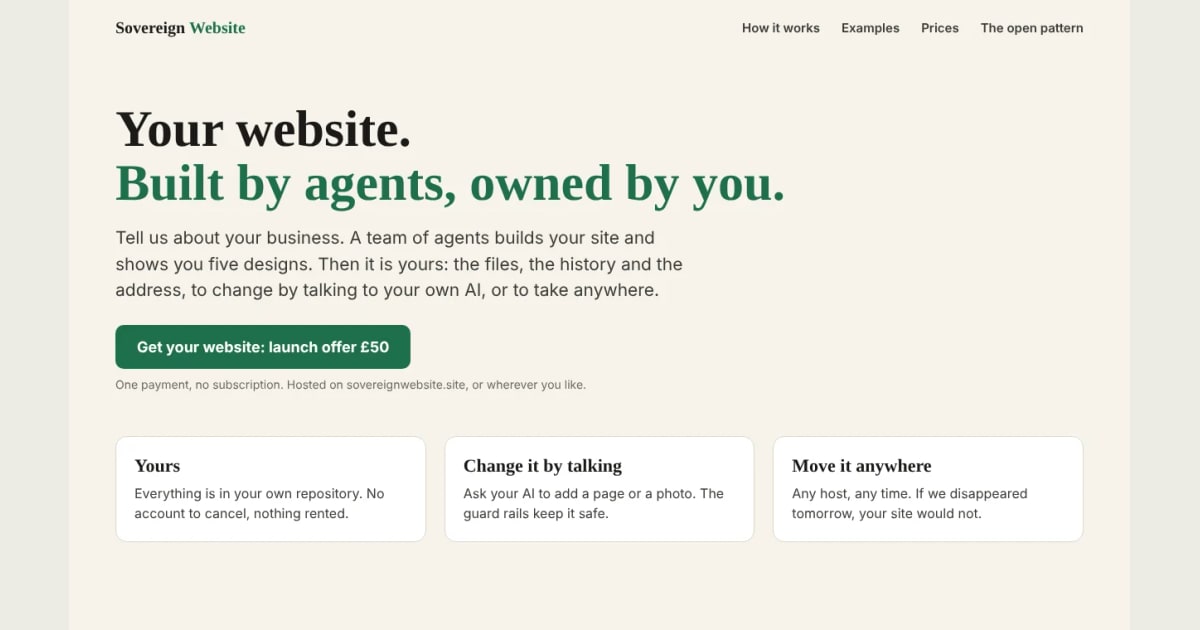 Sovereign Website
How it works
Examples
Prices
The open pattern
Your website.
Built by agents, owned by you.
Tell us about your business. A team of agents builds your site and
shows you five designs. Then it is yours: the files, the history and the
address, to change by talking to your own AI, or to take anywhere.
Get your website: launch offer £50
One payment, no subscription. Hosted on sovereignwebsite.site, or wherever you like.
Yours
Everything is in your own repository. No
account to cancel, nothing rented.
Change it by talking
Ask your AI to add a page or a photo. The
guard rails keep it safe.
Move it anywhere
Any host, any time. If we disappeared
tomorrow, your site would not.